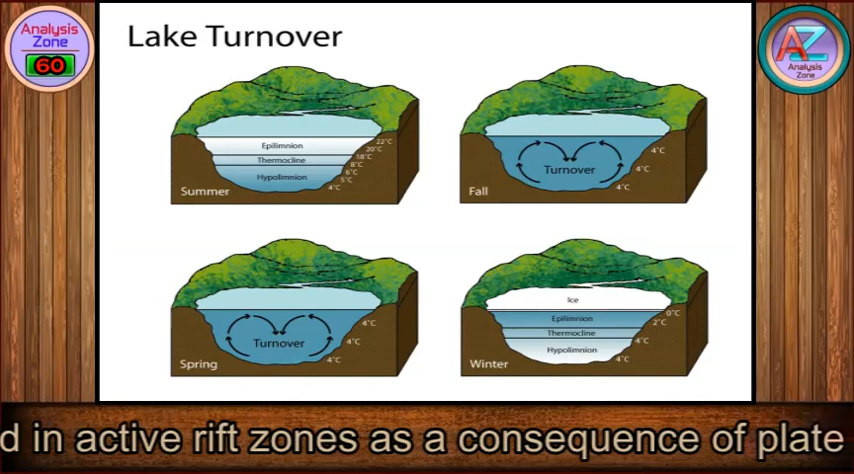 Analysis
Zone
60
AZ
Analysis
Zone
Lake Turnover
Epilimnion
Thermocline
Hypolimnion
22°C
20°C
18°C
8°C
6°C
5°C
4°C
Summer
Turnover
4°C
4°C
4°C
Fall
Turnover
4°C
4°C
4°C
Spring
Ice
Epilimnion
Thermocline
Hypolimnion
0°C
2°C
4°C
4°C
Winter
d in active rift zones as a consequence of plate